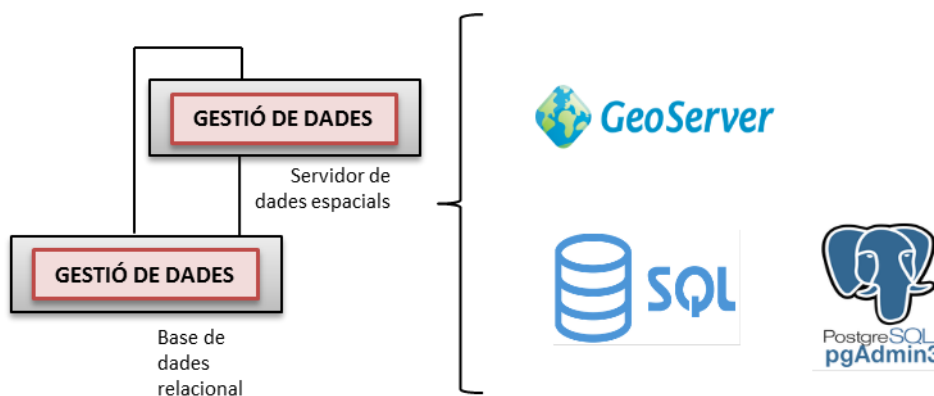 GESTIÓ DE DADES
Servidor de
dades espacials
GESTIÓ DE DADES
Base de
dades
relacional
GeoServer
SQL
PostgreSQL
pgAdmin3